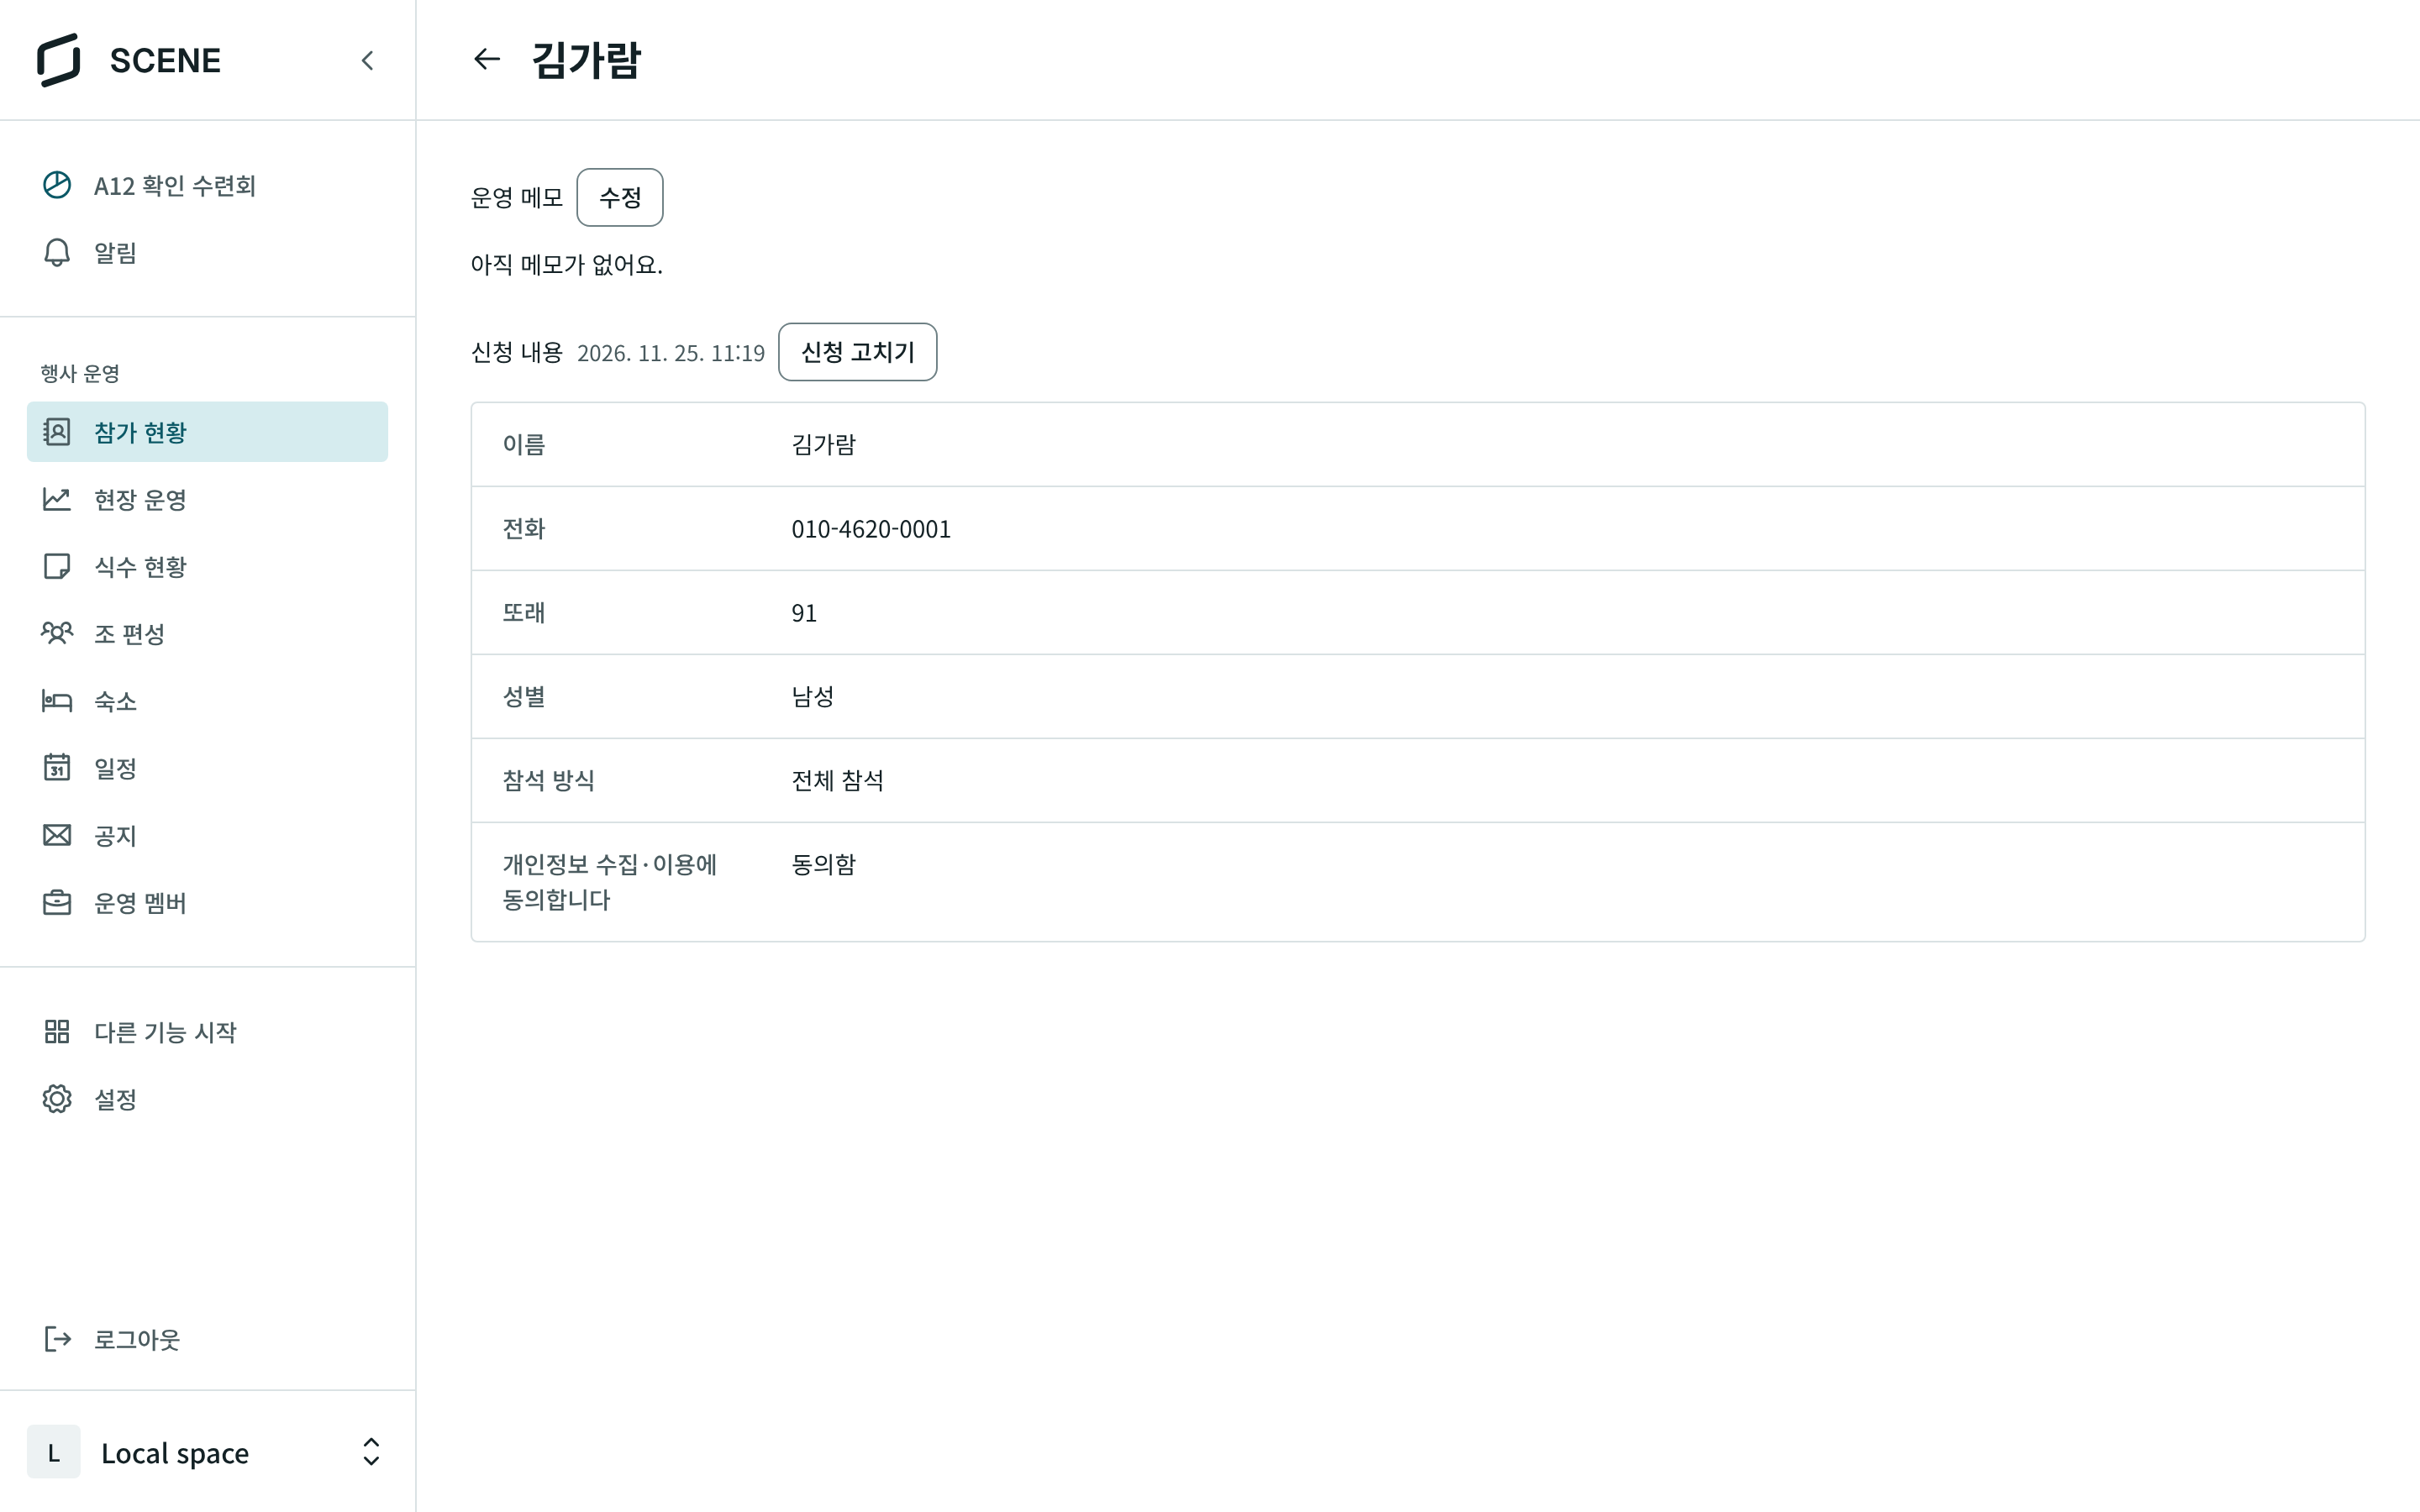 SCENE
A12 확인 수련회
알림
행사 운영
참가 현황
현장 운영
식수 현황
조 편성
숙소
31
일정
공지
운영 멤버
다른 기능 시작
설정
로그아웃
L
Local space
김가람
운영 메모
수정
아직 메모가 없어요.
신청 내용 2026. 11. 25. 11:19
신청 고치기
이름 김가람
전화 010-4620-0001
또래 91
성별 남성
참석 방식 전체 참석
개인정보 수집·이용에 동의함
동의합니다